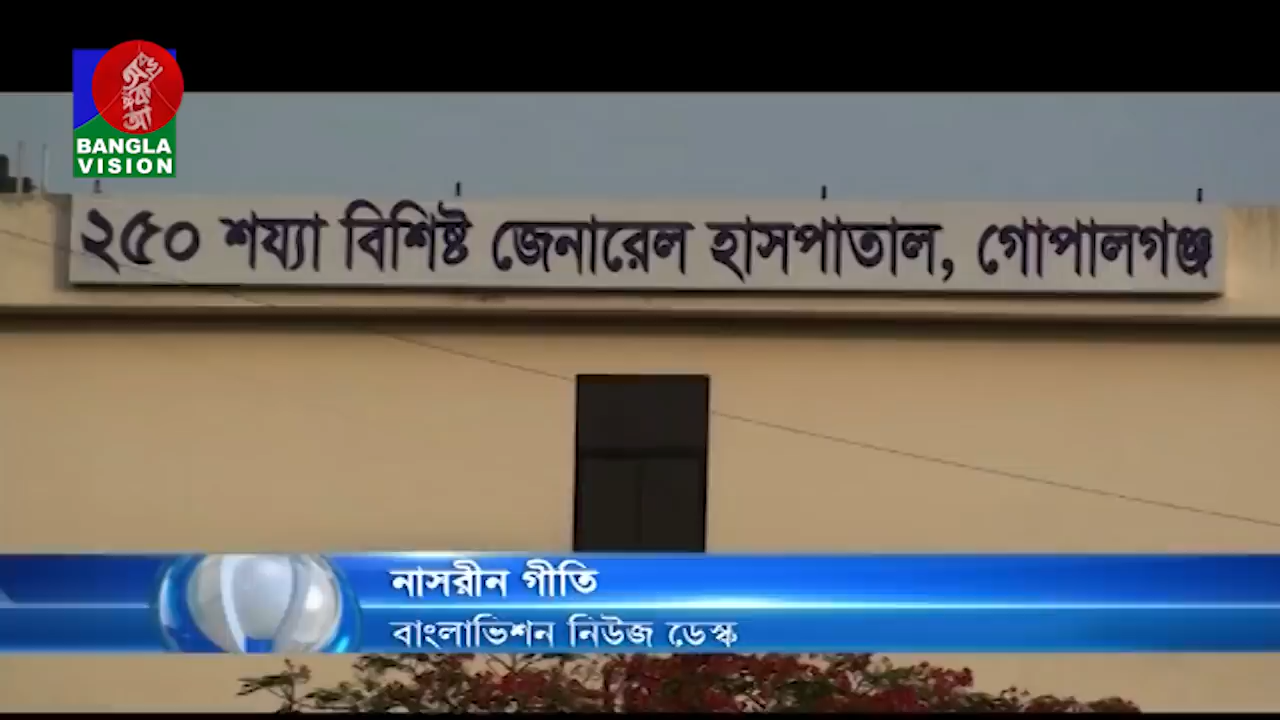 BANGLA
VISION
২৫০ শয্যা বিশিষ্ট জেনারেল হাসপাতাল, গোপালগঞ্জ
নাসরীন গীতি
বাংলাভিশন নিউজ ডেস্ক